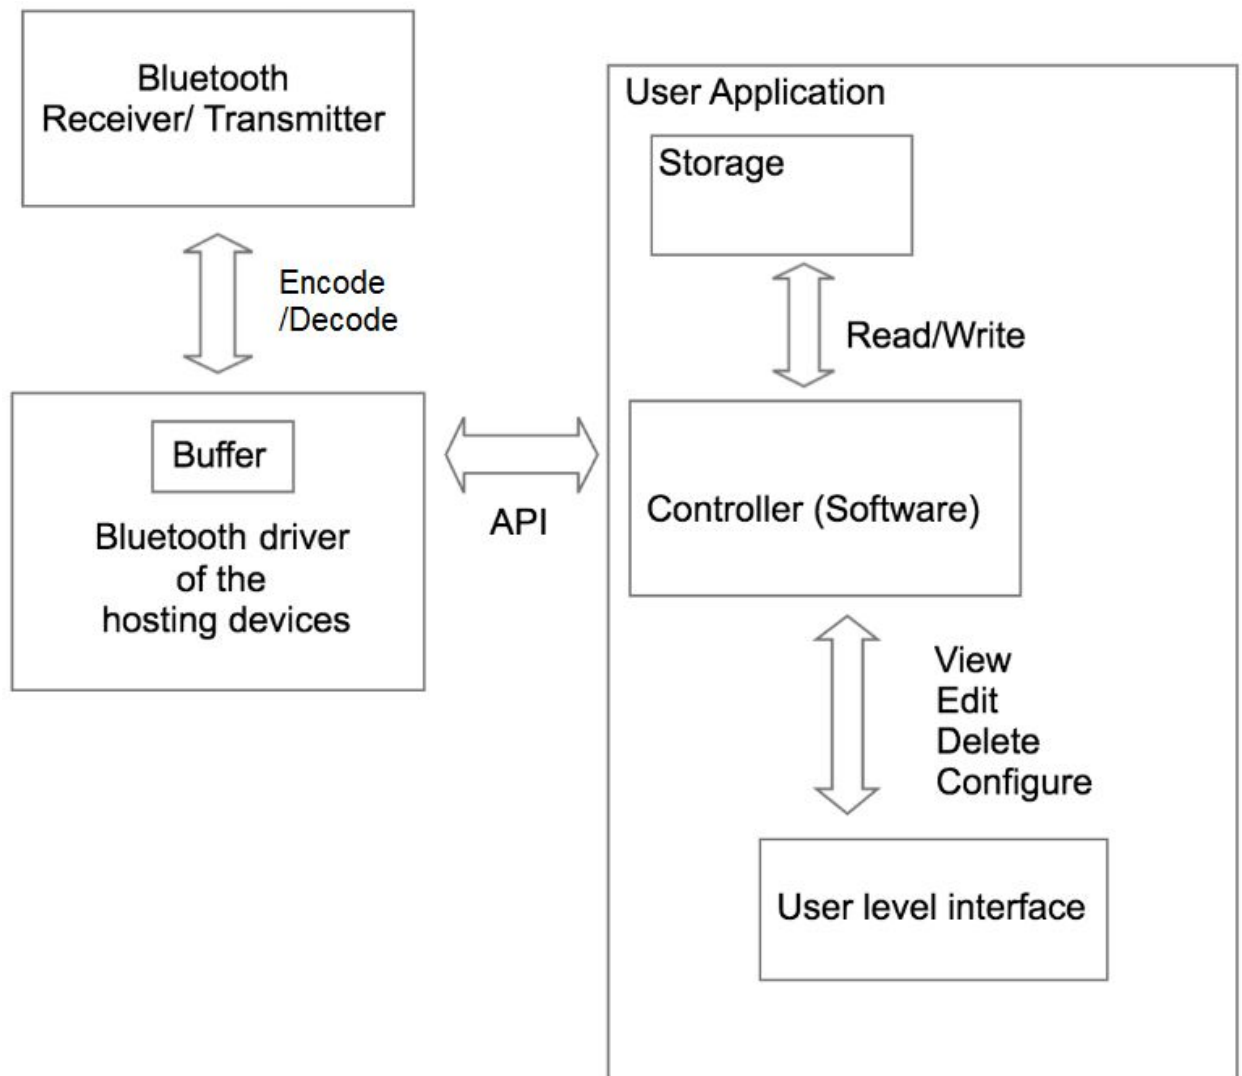 Bluetooth
Receiver/ Transmitter
Encode
/Decode
Buffer
Bluetooth driver
of the
hosting devices
API
User Application
Storage
Read/Write
Controller (Software)
View
Edit
Delete
Configure
User level interface